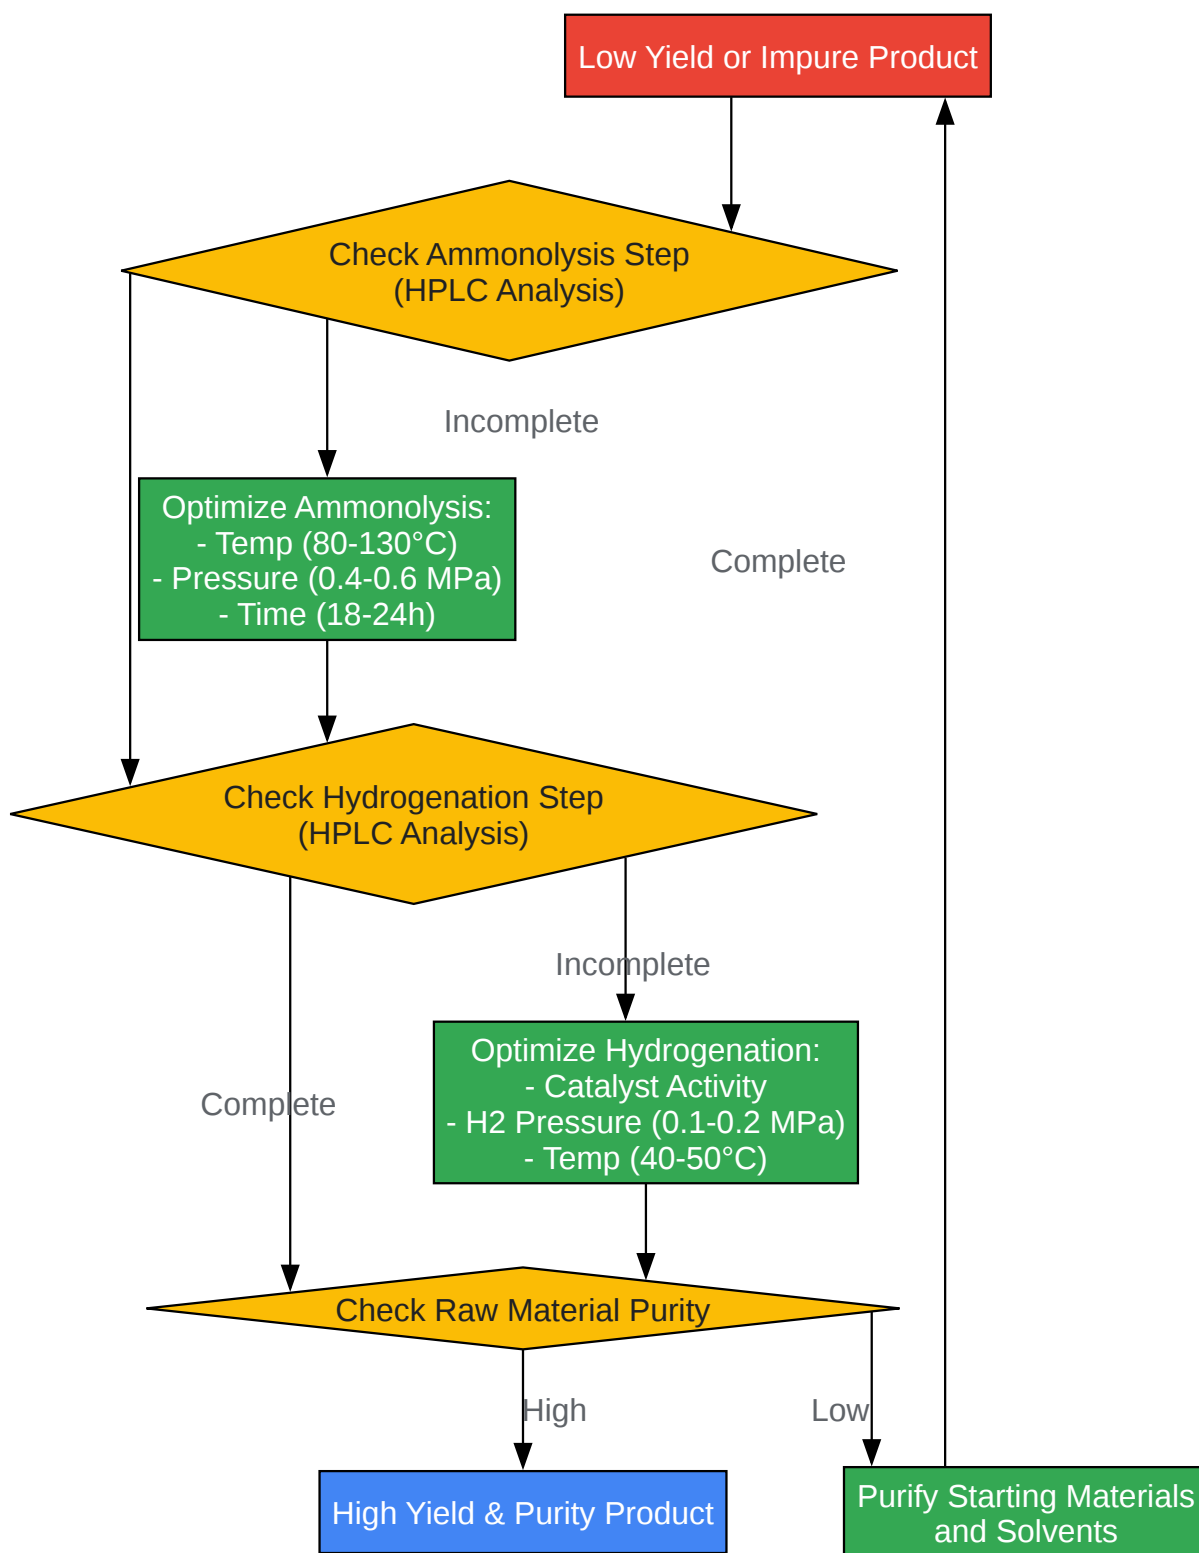 Low Yield or Impure Product
Check Ammonolysis Step
(HPLC Analysis)
Incomplete
Optimize Ammonolysis:
- Temp (80-130°C)
- Pressure (0.4-0.6 MPa)
- Time (18-24h)
Complete
Check Hydrogenation Step
(HPLC Analysis)
Incomplete
Optimize Hydrogenation:
- Catalyst Activity
- H2 Pressure (0.1-0.2 MPa)
- Temp (40-50°C)
Complete
Check Raw Material Purity
High
Low
High Yield & Purity Product
Purify Starting Materials
and Solvents